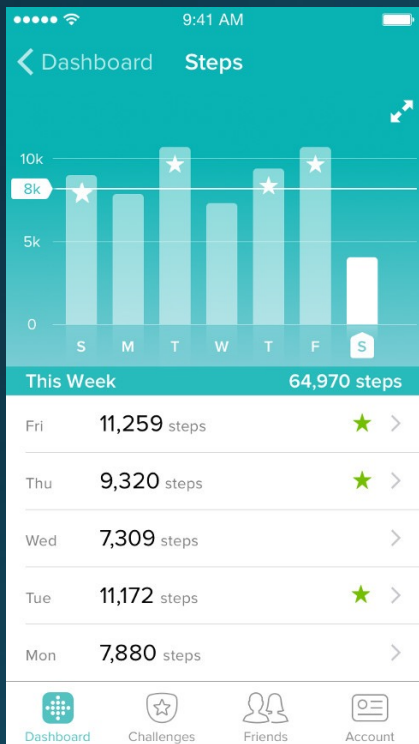 9:41 AM
Dashboard Steps
10k
8k
5k
0
S M T W T F S
This Week 64,970 steps
Fri 11,259 steps
Thu 9,320 steps
Wed 7,309 steps
Tue 11,172 steps
Mon 7,880 steps
Dashboard Challenges Friends Account